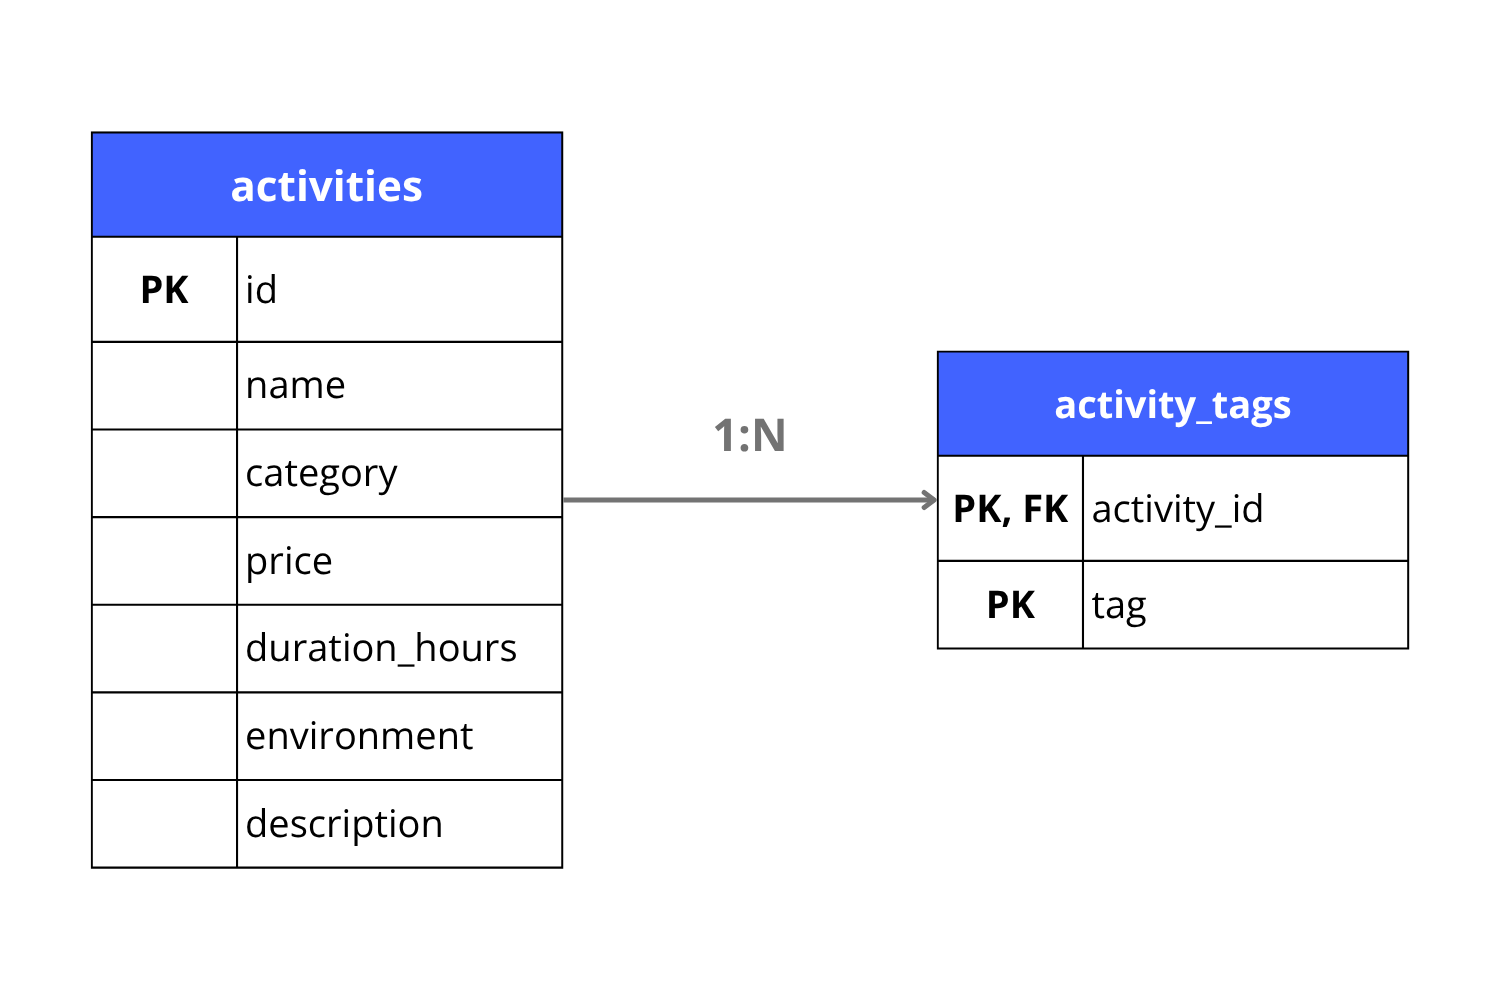 activities
PK id
name
category
price
duration_hours
environment
description
1:N
activity_tags
PK, FK activity_id
PK tag